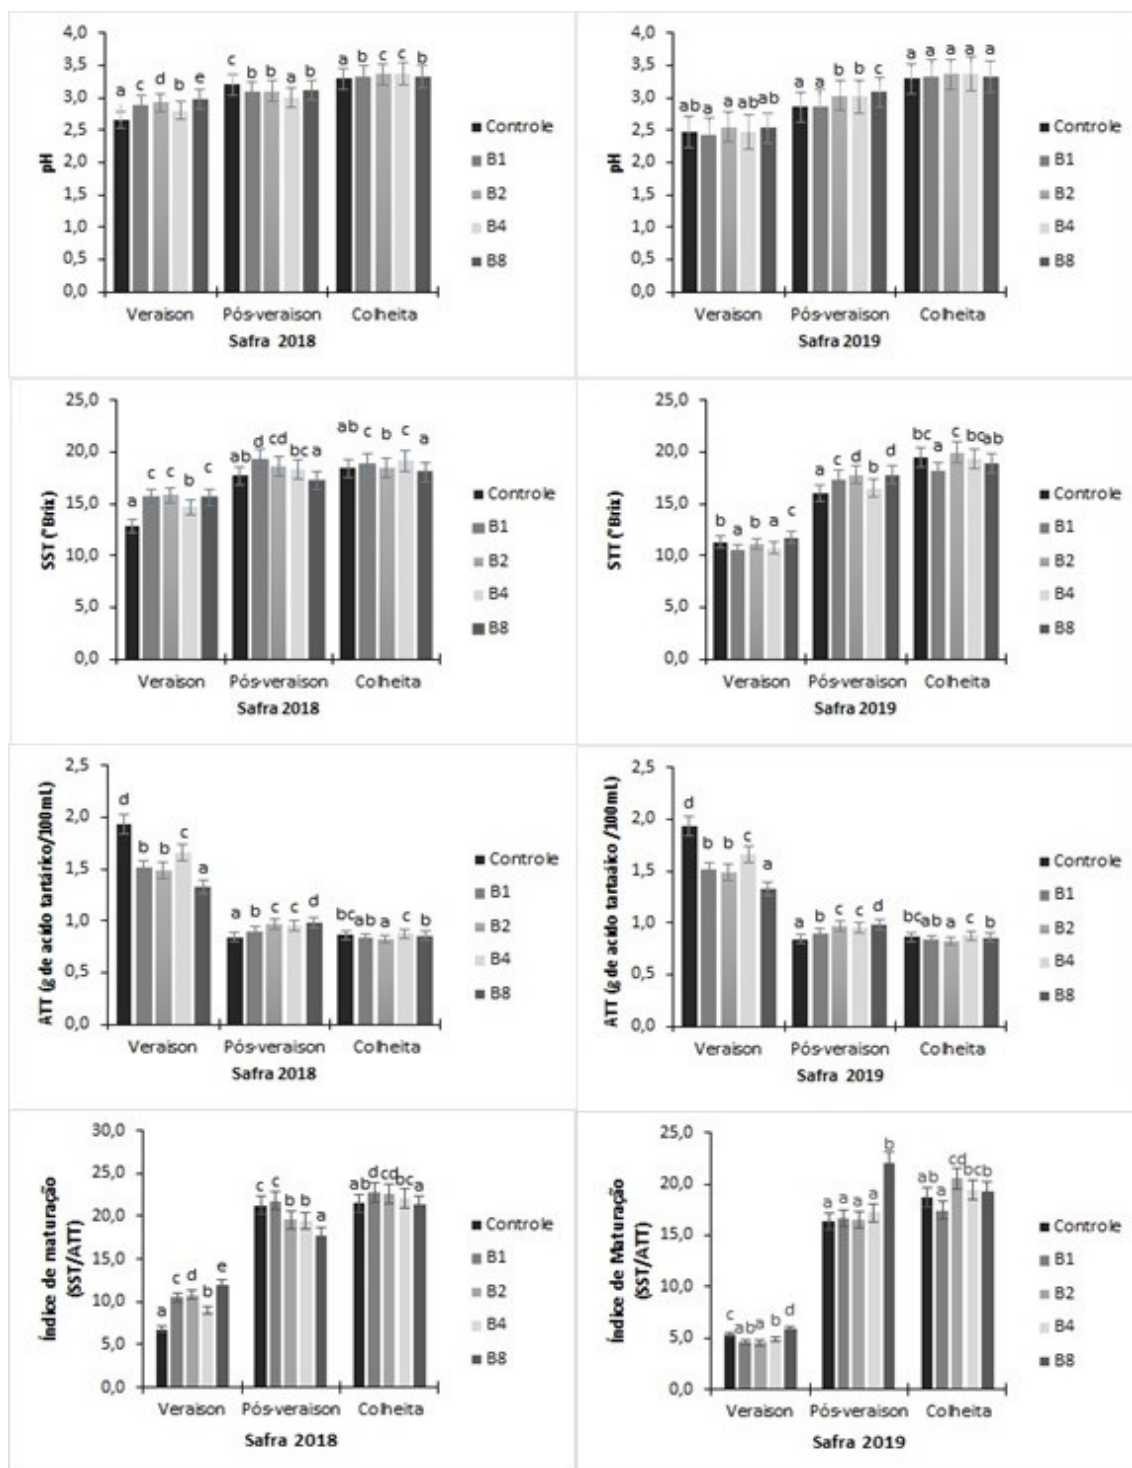 pH
4,0
3,5
3,0
2,5
2,0
1,5
1,0
0,5
0,0
a c d b e c b b a b a b c c b
Veraison Pós-veraison Colheita
Safra 2018
Controle
B1
B2
B4
B8
pH
4,0
3,5
3,0
2,5
2,0
1,5
1,0
0,5
0,0
ab a a ab ab a a b b c a a a a a
Veraison Pós-veraison Colheita
Safra 2019
Controle
B1
B2
B4
B8
SST (°Brix)
25,0
20,0
15,0
10,0
5,0
0,0
a c c b c ab d cd bc a ab c b c a
Veraison Pós-veraison Colheita
Safra 2018
Controle
B1
B2
B4
B8
STT (°Brix)
25,0
20,0
15,0
10,0
5,0
0,0
b a b a c a c d b d bc a c bc ab
Veraison Pós-veraison Colheita
Safra 2019
Controle
B1
B2
B4
B8
ATT (g de acido tartárico/100mL)
2,5
2,0
1,5
1,0
0,5
0,0
d b b c a a b c c d bc ab a c b
Veraison Pós-veraison Colheita
Safra 2018
Controle
B1
B2
B4
B8
ATT (g de acido tartaáico /100mL)
2,5
2,0
1,5
1,0
0,5
0,0
d b b c a a b c c d bc ab a c b
Veraison Pós-veraison Colheita
Safra 2019
Controle
B1
B2
B4
B8
Índice de maturação
(SST/ATT)
30,0
25,0
20,0
15,0
10,0
5,0
0,0
a c d b e c c b b a ab d cd bc a
Veraison Pós-veraison Colheita
Safra 2018
Controle
B1
B2
B4
B8
Índice de Maturação
(SST/ATT)
25,0
20,0
15,0
10,0
5,0
0,0
c ab a b d a a a a b ab a cd bc b
Veraison Pós-veraison Colheita
Safra 2019
Controle
B1
B2
B4
B8